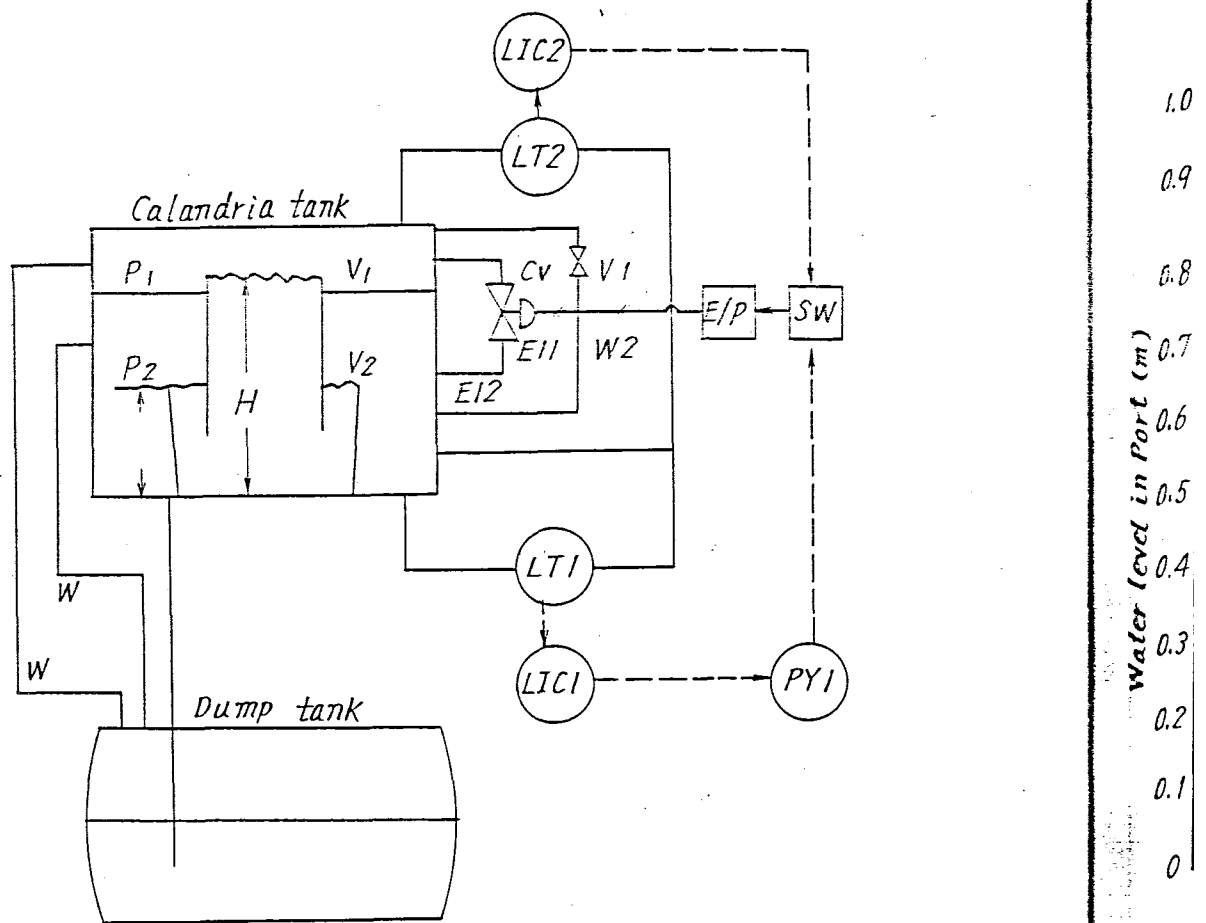 LIC2
LT2
Calandria tank
P1
V1
Cv
V1
E/P
SW
E11
W2
P2
V2
E12
H
W
LT1
W
LIC1
PY1
Dump tank
Water level in Port (m)
1.0
0.9
0.8
0.7
0.6
0.5
0.4
0.3
0.2
0.1
0